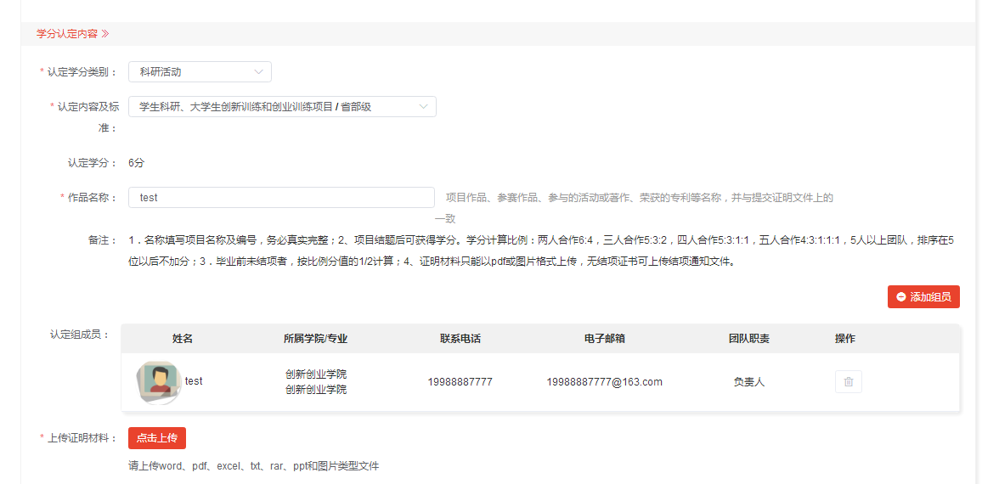 学分认定内容
* 认定学分类别： 科研活动
* 认定内容及标准： 学生科研、大学生创新训练和创业训练项目 / 省部级
认定学分： 6分
* 作品名称： test 项目作品、参赛作品、参与的活动或著作、荣获的专利等名称，并与提交证明文件上的
一致
备注： 1．名称填写项目名称及编号，务必真实完整；2、项目结题后可获得学分。学分计算比例：两人合作6:4，三人合作5:3:2，四人合作5:3:1:1，五人合作4:3:1:1:1，5人以上团队，排序在5
位以后不加分；3．毕业前未结项者，按比例分值的1/2计算；4、证明材料只能以pdf或图片格式上传，无结项证书可上传结项通知文件。
添加组员
认定组成员： 姓名 所属学院/专业 联系电话 电子邮箱 团队职责 操作
test 创新创业学院 19988887777 19988887777@163.com 负责人
创新创业学院
* 上传证明材料： 点击上传
请上传word、pdf、excel、txt、rar、ppt和图片类型文件